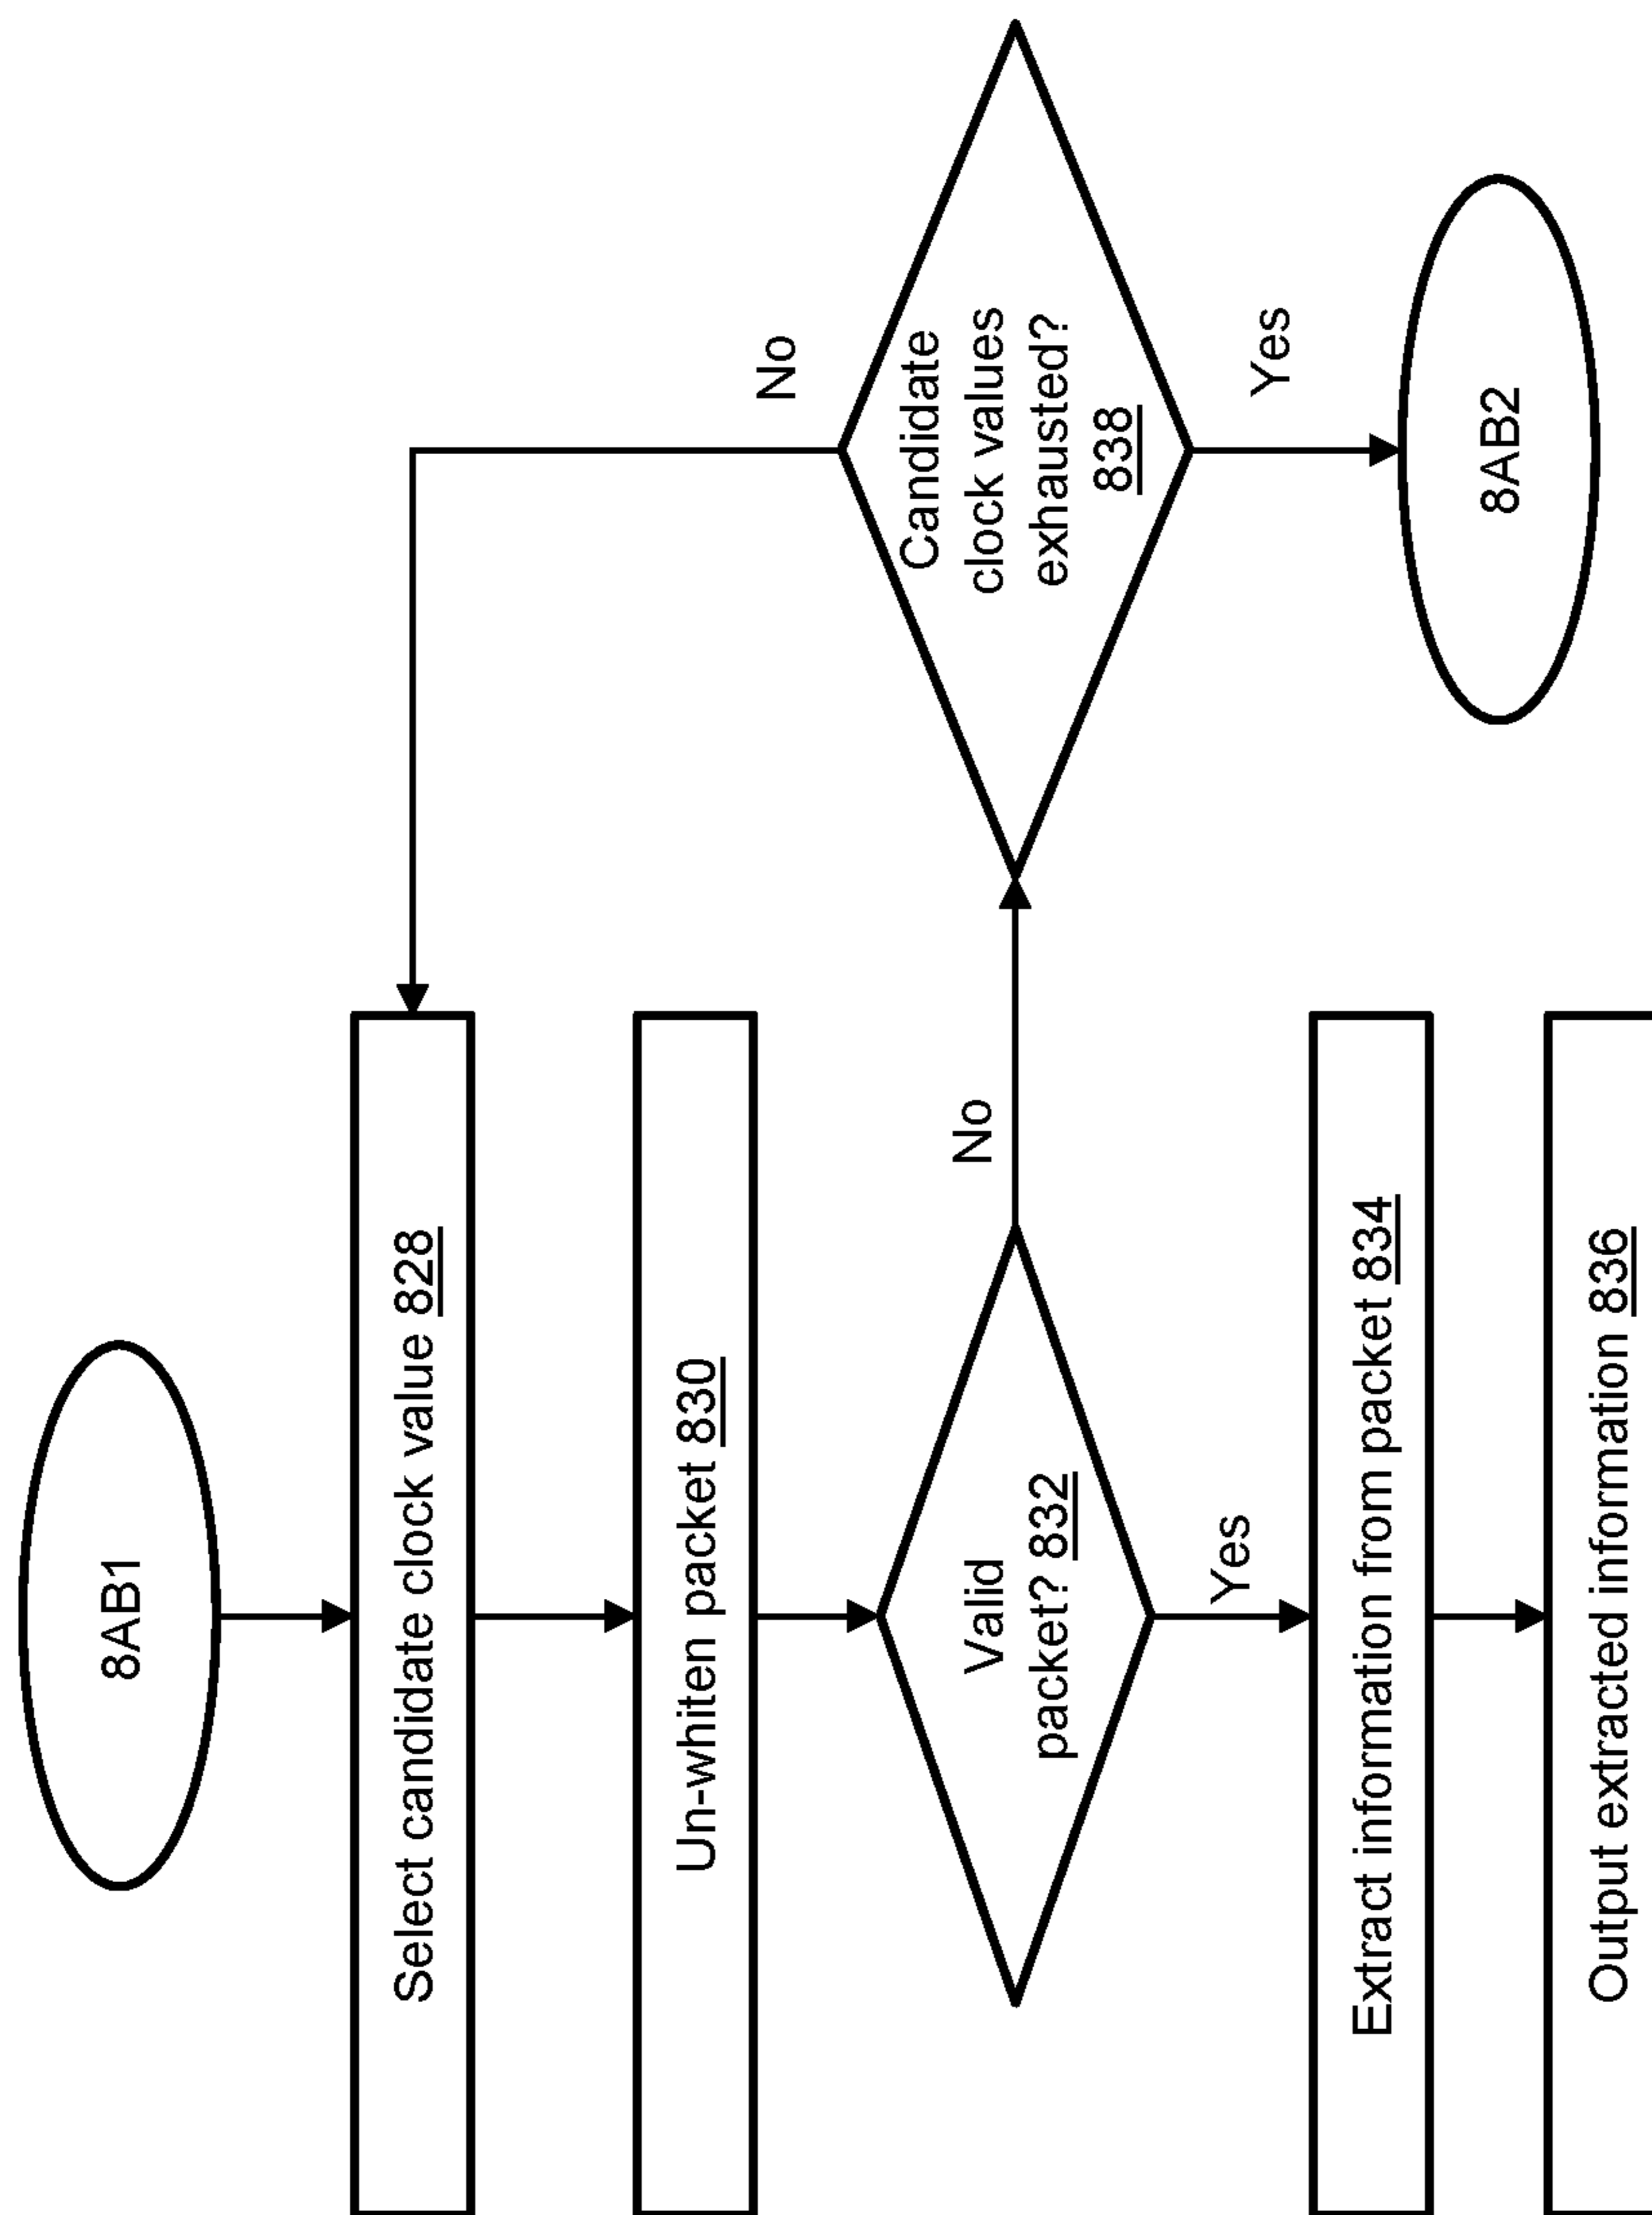 8AB1
Select candidate clock value 828
Un-whiten packet 830
Valid
packet? 832
No
Yes
Candidate
clock values
exhausted?
838
No
Yes
8AB2
Extract information from packet 834
Output extracted information 836